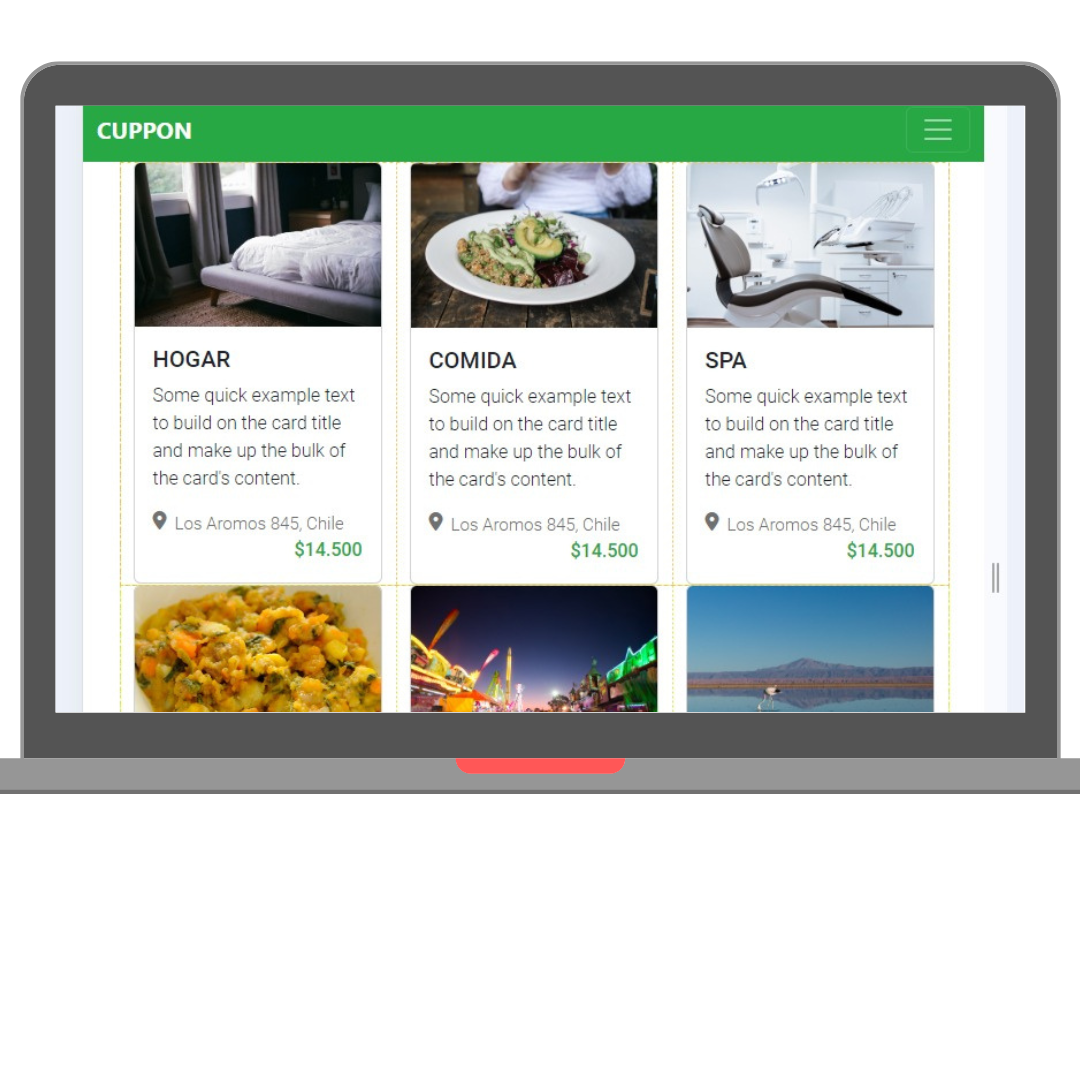 CUPPON
HOGAR
Some quick example text
to build on the card title
and make up the bulk of
the card's content.
Los Aromos 845, Chile
$14.500
COMIDA
Some quick example text
to build on the card title
and make up the bulk of
the card's content.
Los Aromos 845, Chile
$14.500
SPA
Some quick example text
to build on the card title
and make up the bulk of
the card's content.
Los Aromos 845, Chile
$14.500